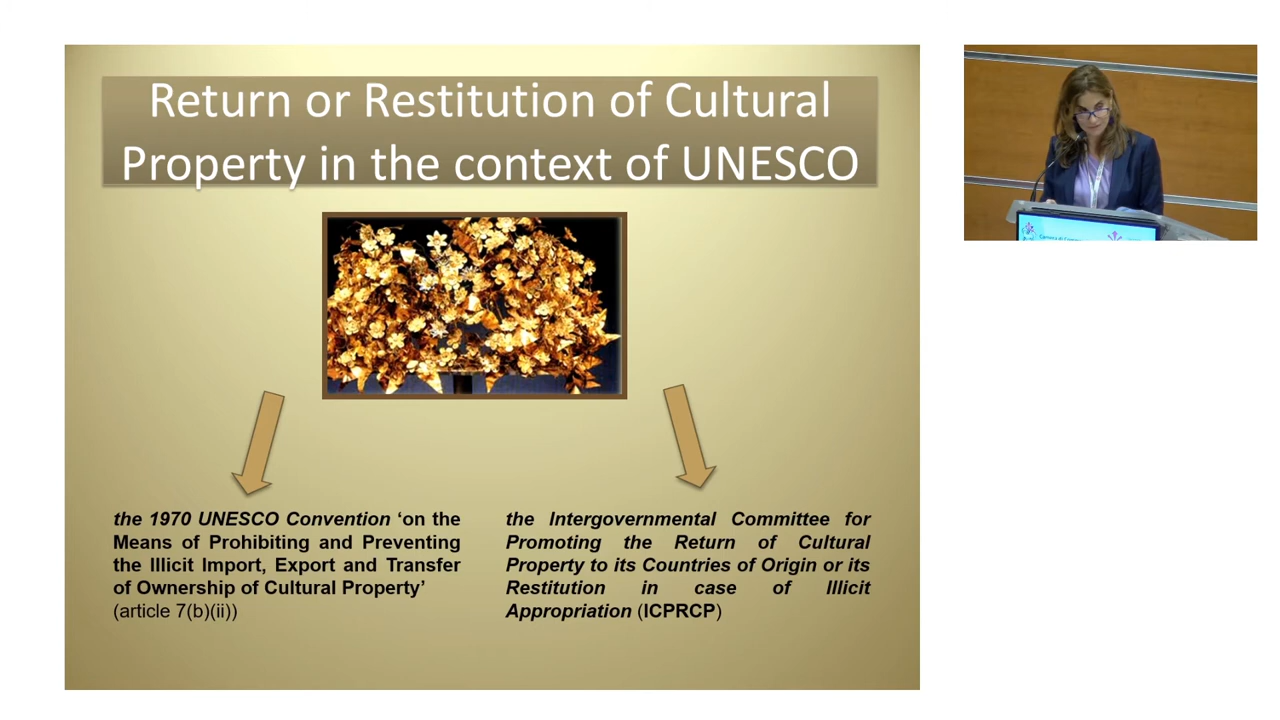 Return or Restitution of Cultural
Property in the context of UNESCO
the 1970 UNESCO Convention ‘on the
Means of Prohibiting and Preventing
the Illicit Import, Export and Transfer
of Ownership of Cultural Property’
(article 7(b)(ii))
the Intergovernmental Committee for
Promoting the Return of Cultural
Property to its Countries of Origin or its
Restitution in case of Illicit
Appropriation (ICPRCP)